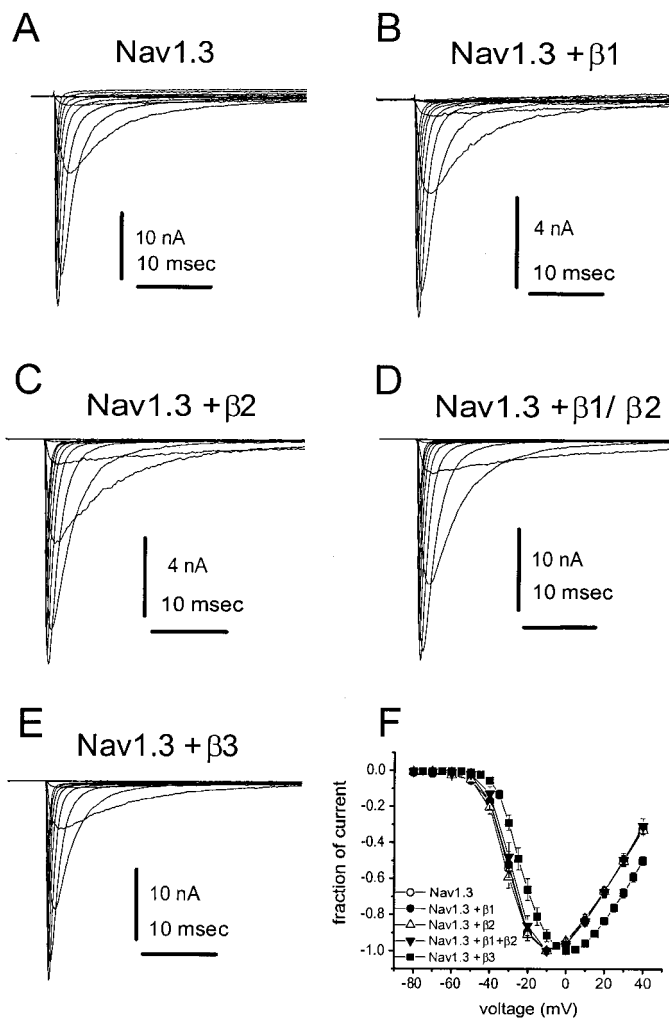 A
Nav1.3
10 nA
10 msec
B
Nav1.3 +β1
4 nA
10 msec
C
Nav1.3 +β2
4 nA
10 msec
D
Nav1.3 +β1/ β2
10 nA
10 msec
E
Nav1.3 +β3
10 nA
10 msec
F
0.0
-0.2
-0.4
-0.6
-0.8
-1.0
fraction of current
Nav1.3
Nav1.3 +β1
Nav1.3 +β2
Nav1.3 +β1+β2
Nav1.3 +β3
-80 -60 -40 -20 0 20 40
voltage (mV)